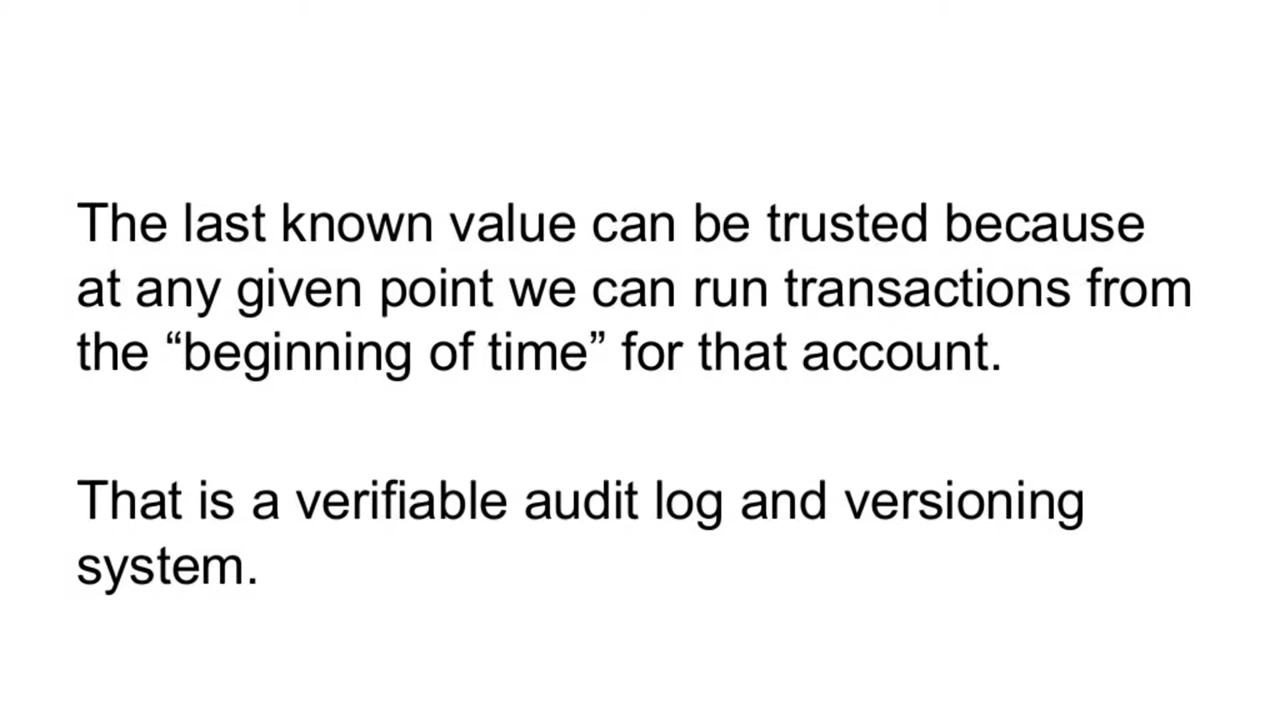 The last known value can be trusted because
at any given point we can run transactions from
the “beginning of time” for that account.
That is a verifiable audit log and versioning
system.